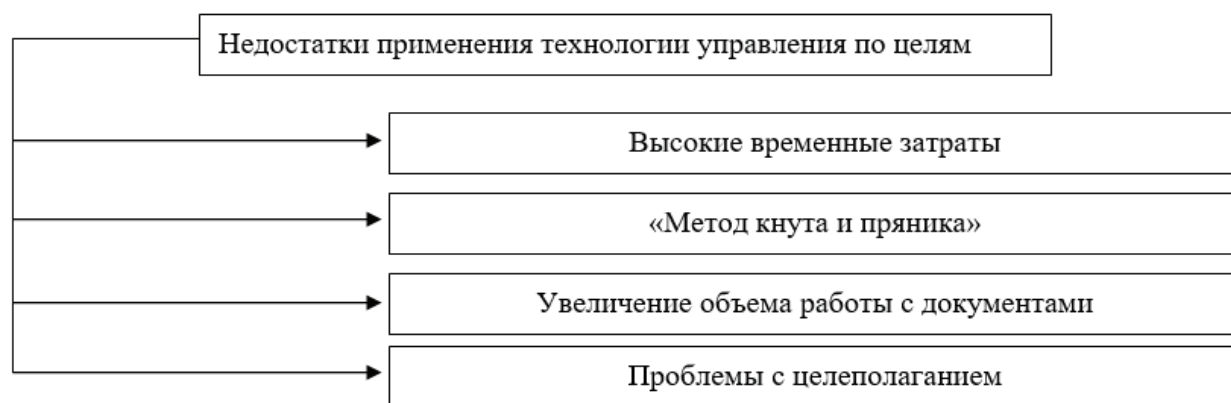 Недостатки применения технологии управления по целям
Высокие временные затраты
«Метод кнута и пряника»
Увеличение объема работы с документами
Проблемы с целеполаганием